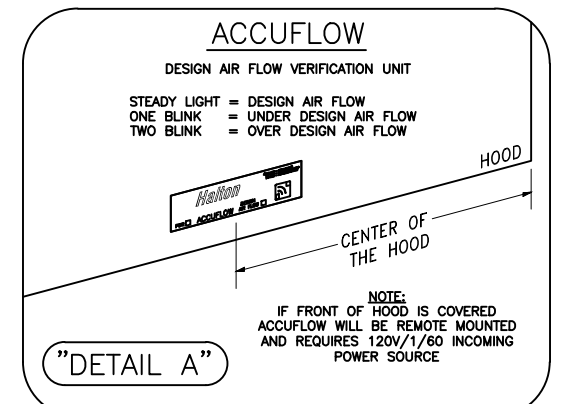 ACCUFLOW
DESIGN AIR FLOW VERIFICATION UNIT
STEADY LIGHT = DESIGN AIR FLOW
ONE BLINK = UNDER DESIGN AIR FLOW
TWO BLINK = OVER DESIGN AIR FLOW
HOOD
Halton
ACCUFLOW
CENTER OF
THE HOOD
NOTE:
IF FRONT OF HOOD IS COVERED
ACCUFLOW WILL BE REMOTE MOUNTED
AND REQUIRES 120V/1/60 INCOMING
POWER SOURCE
"DETAIL A"